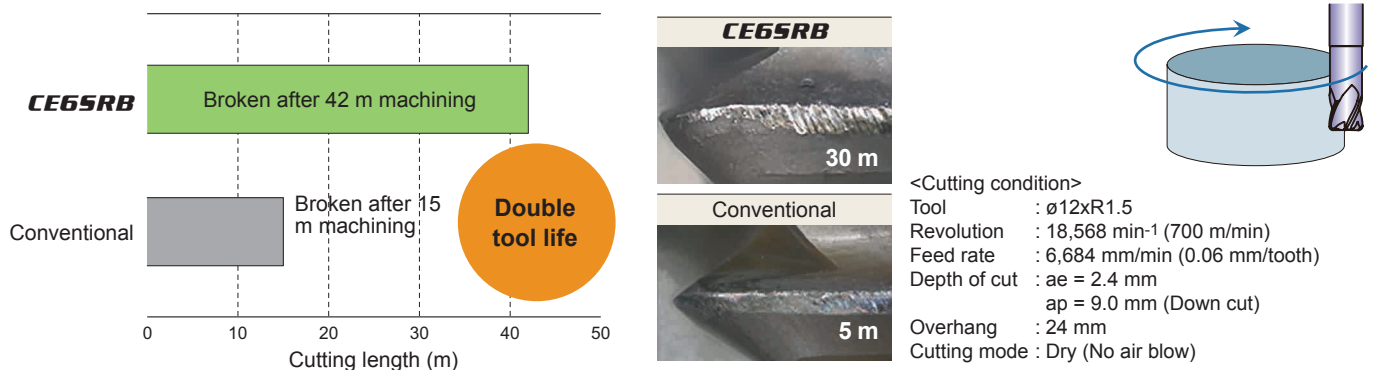 CE6SRB
Broken after 42 m machining
Conventional
Broken after 15
m machining
Double
tool life
0 10 20 30 40 50
Cutting length (m)
CE6SRB
30 m
Conventional
5 m
<Cutting condition>
Tool : ø12xR1.5
Revolution : 18,568 min-1 (700 m/min)
Feed rate : 6,684 mm/min (0.06 mm/tooth)
Depth of cut : ae = 2.4 mm
ap = 9.0 mm (Down cut)
Overhang : 24 mm
Cutting mode : Dry (No air blow)